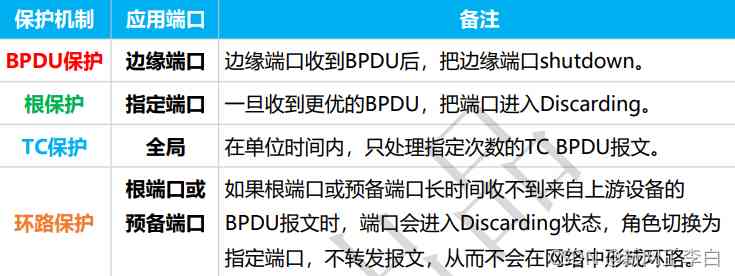 保护机制 应用端口 备注
BPDU保护 边缘端口 边缘端口收到BPDU后，把边缘端口shutdown。
根保护 指定端口 一旦收到更优的BPDU，把端口进入Discarding。
TC保护 全局 在单位时间内，只处理指定次数的TC BPDU报文。
环路保护 根端口或 如果根端口或预备端口长时间收不到来自上游设备的
预备端口 BPDU报文时，端口会进入Discarding状态，角色切换为
指定端口，不转发报文，从而不会在网络中形成环路。